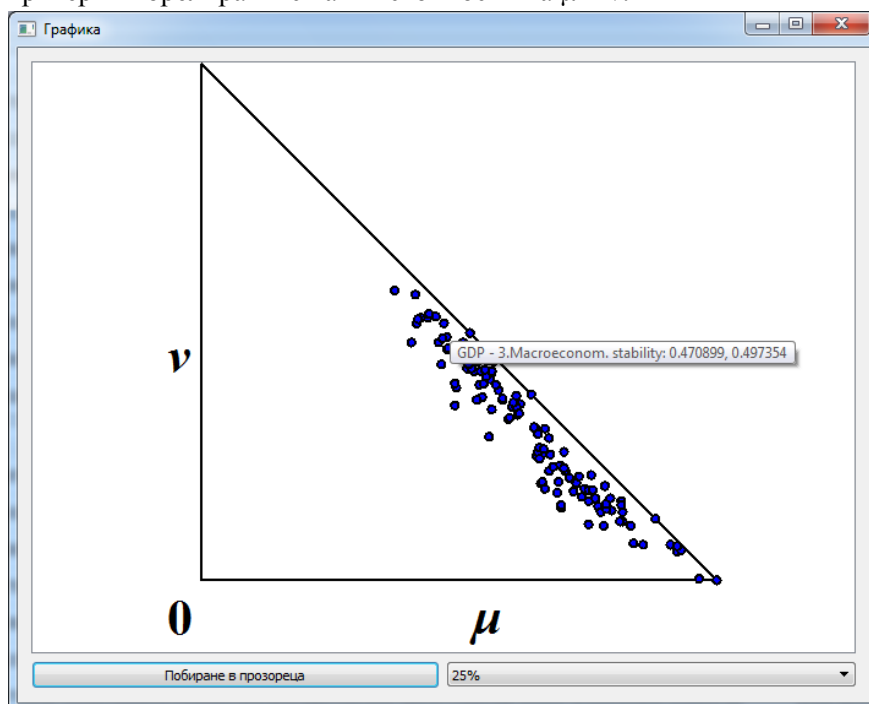 Графика
ν
GDP - 3.Macroeconom. stability: 0.470899, 0.497354
0
μ
Побиране в прозореца
25%